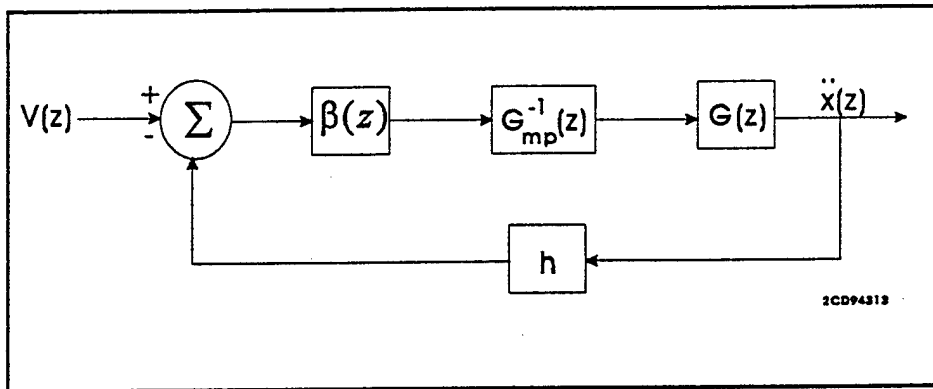 V(z)
+
-
Σ
β(z)
G⁻¹mp(z)
G(z)
ẍ(z)
h
2CD94313